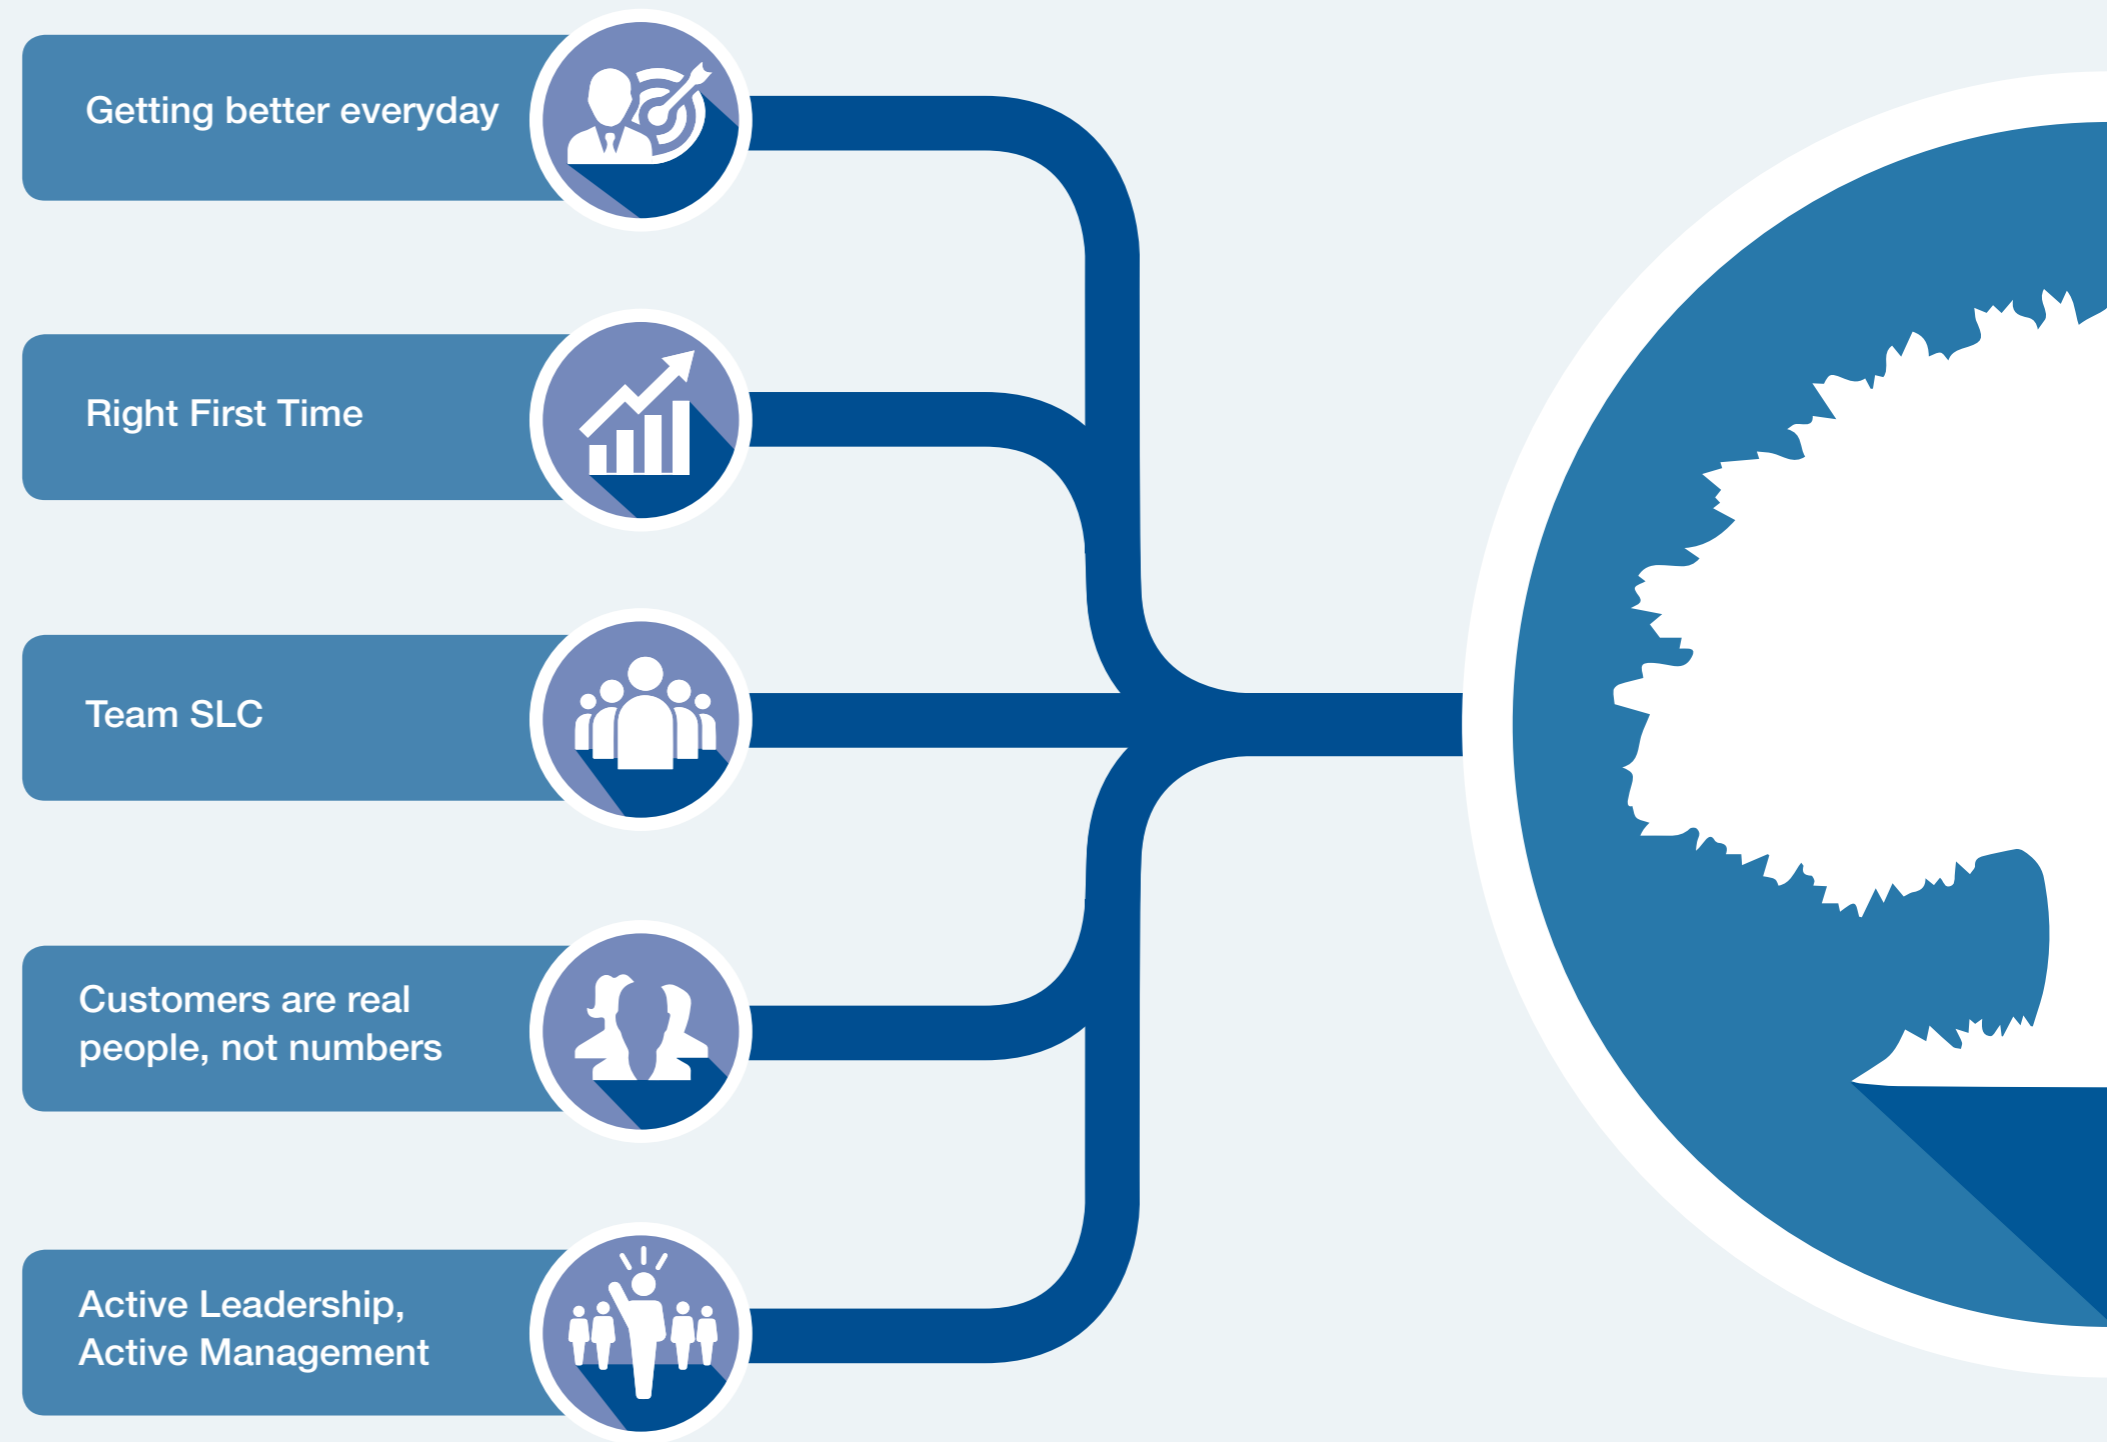 Getting better everyday
Right First Time
Team SLC
Customers are real
people, not numbers
Active Leadership,
Active Management